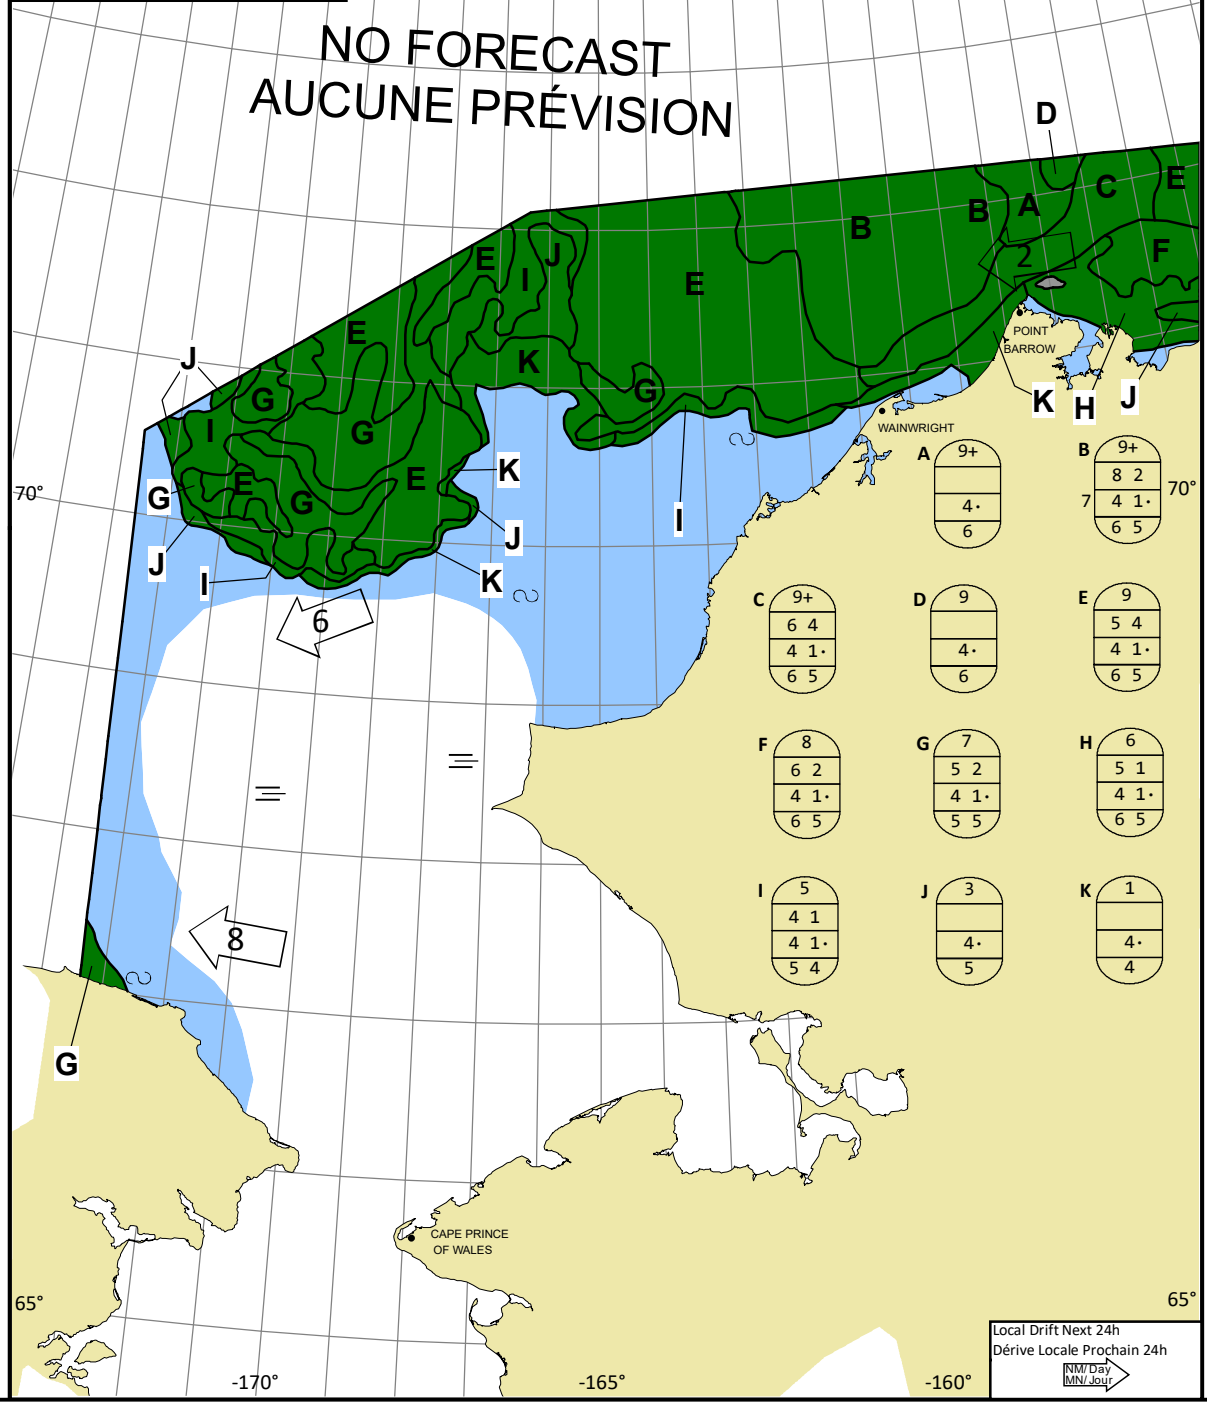 NO FORECAST
AUCUNE PRÉVISION
D
E
C
A
B
B
F
2
E
J
I
E
E
J
K
G
G
I
G
POINT
BARROW
K
H
J
WAINWRIGHT
K
E
E
G
G
70°
J
I
J
K
I
A
9+
4•
6
B
9+
8 2
7
4 1•
6 5
70°
6
C
9+
6 4
4 1•
6 5
D
9
4•
6
E
9
5 4
4 1•
6 5
F
8
6 2
4 1•
6 5
G
7
5 2
4 1•
5 5
H
6
5 1
4 1•
6 5
I
5
4 1
4 1•
5 4
J
3
4•
5
K
1
4•
4
8
G
CAPE PRINCE
OF WALES
65°
65°
Local Drift Next 24h
Dérive Locale Prochain 24h
NM/Day
MN/Jour
-170°
-165°
-160°